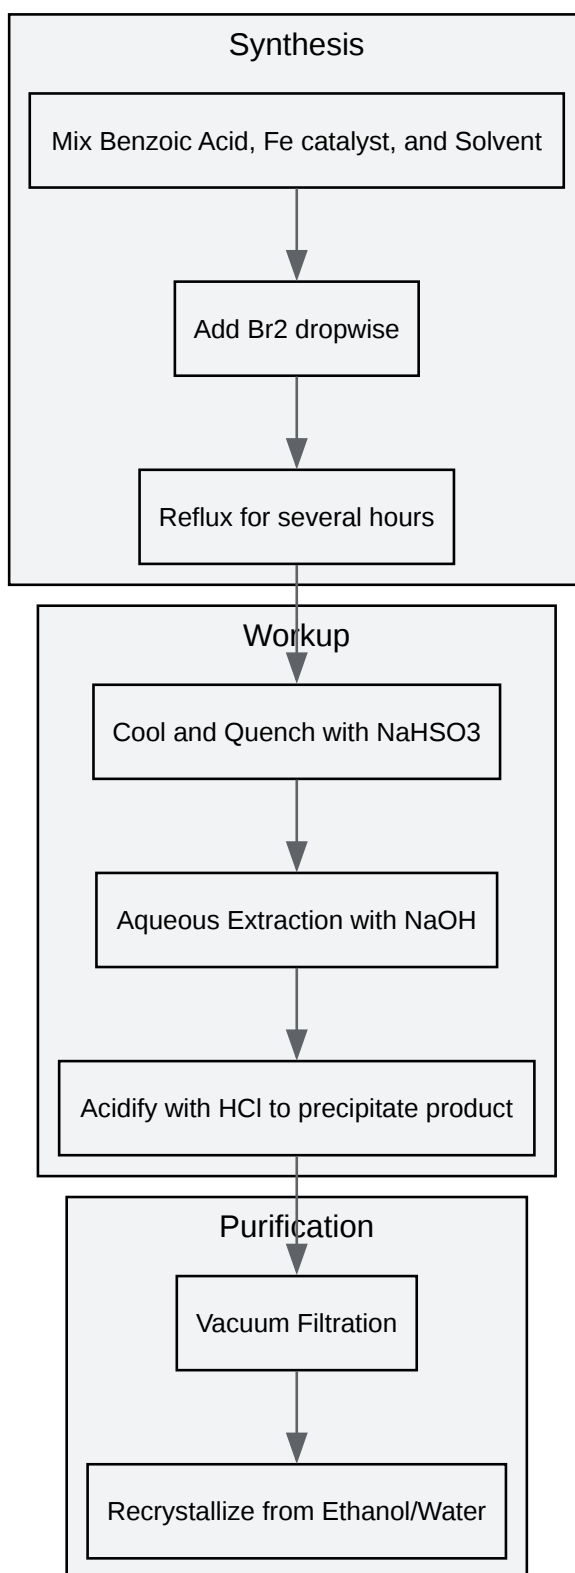 Synthesis
Mix Benzoic Acid, Fe catalyst, and Solvent
Add Br2 dropwise
Reflux for several hours
Workup
Cool and Quench with NaHSO3
Aqueous Extraction with NaOH
Acidify with HCl to precipitate product
Purification
Vacuum Filtration
Recrystallize from Ethanol/Water